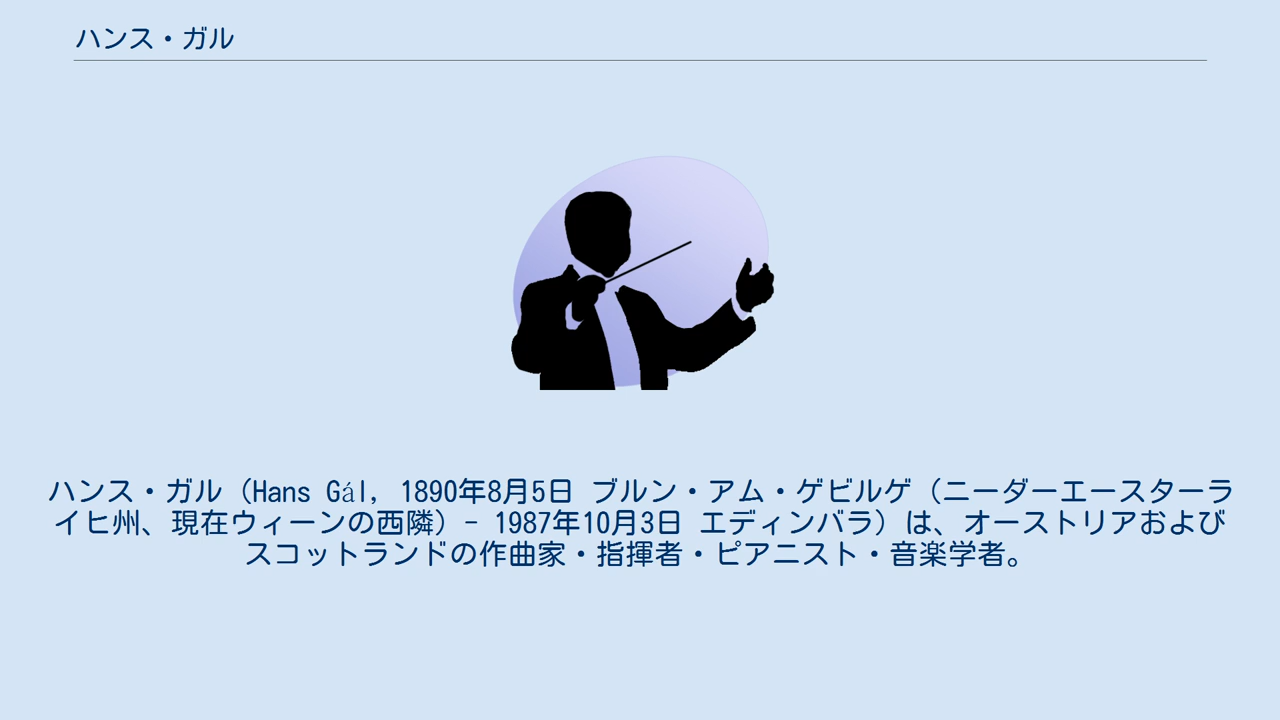 ハンス・ガル
ハンス・ガル（Hans Gál, 1890年8月5日 ブルン・アム・ゲビルゲ（ニーダーエースターラ
イヒ州、現在ウィーンの西隣）- 1987年10月3日 エディンバラ）は、オーストリアおよび
スコットランドの作曲家・指揮者・ピアニスト・音楽学者。